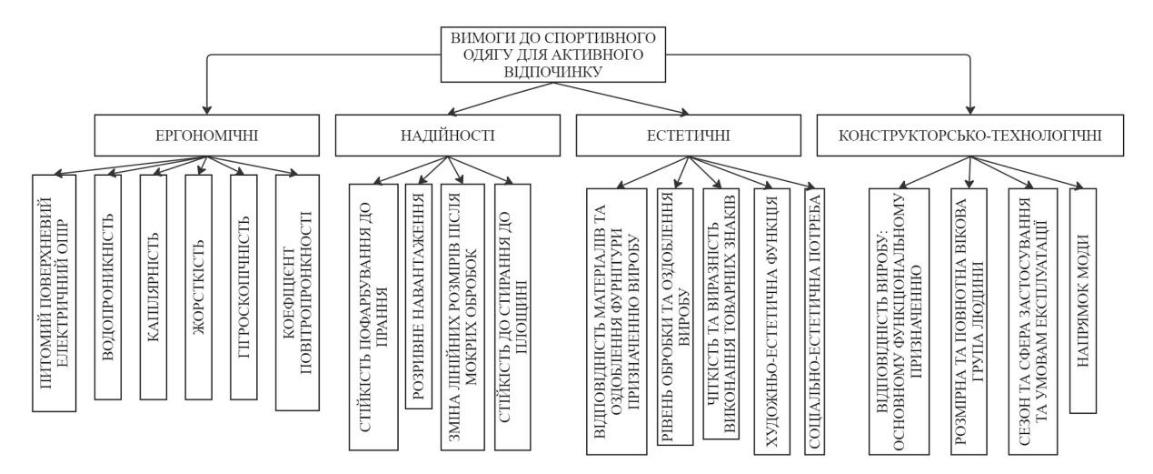 ВИМОГИ ДО СПОРТИВНОГО
ОДЯГУ ДЛЯ АКТИВНОГО
ВІДПОЧИНКУ
ЕРГОНОМІЧНІ
НАДІЙНОСТІ
ЕСТЕТИЧНІ
КОНСТРУКТОРСЬКО-ТЕХНОЛОГІЧНІ
ПИТОМИЙ ПОВЕРХНЕВИЙ
ЕЛЕКТРИЧНИЙ ОПІР
ВОДОПРОНИКНІСТЬ
КАПІЛЯРНІСТЬ
ЖОРСТКІСТЬ
ГІГРОСКОПІЧНІСТЬ
КОЕФІЦІЄНТ
ПОВІТРОПРОНКНОСТІ
СТІЙКІСТЬ ПОФАРБУВАННЯ ДО
ПРАННЯ
РОЗРИВНЕ НАВАНТАЖЕННЯ
ЗМІНА ЛІНІЙНИХ РОЗМІРІВ ПІСЛЯ
МОКРИХ ОБРОБОК
СТІЙКІСТЬ ДО СТИРАННЯ ДО
ПЛОЩИНІ
ВІДПОВІДНІСТЬ МАТЕРІАЛІВ ТА
ОЗДОБЛЕННЯ ФУРНІТУРИ
ПРИЗНАЧЕННЮ ВИРОБУ
РІВЕНЬ ОБРОБКИ ТА ОЗДОБЛЕННЯ
ВИРОБУ
ЧІТКІСТЬ ТА ВИРАЗНІСТЬ
ВИКОНАННЯ ТОВАРНИХ ЗНАКІВ
ХУДОЖНЬО-ЕСТЕТИЧНА ФУНКЦІЯ
СОЦІАЛЬНО-ЕСТЕТИЧНА ПОТРЕБА
ВІДПОВІДНІСТЬ ВИРОБУ:
ОСНОВНОМУ ФУНКЦІОНАЛЬНОМУ
ПРИЗНАЧЕННЮ
РОЗМІРНА ТА ПОВНОТНА ВІКОВА
ГРУПА ЛЮДИНИ
СЕЗОН ТА СФЕРА ЗАСТОСУВАННЯ
ТА УМОВАМ ЕКСПЛУАТАЦІЇ
НАПРЯМОК МОДИ